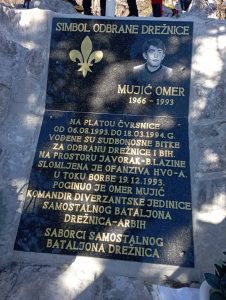 SIMBOL ODBRANE DREŽNICE
MUJIĆ OMER
1966 - 1993
NA PLATOU ČVRSNICE
OD 06.08.1993. DO 18.03.1994.G.
VOĐENE SU SUDBONOSNE BITKE
ZA ODBRANU DREŽNICE I BIH.
NA PROSTORU JAVORAK-BLAZINE
SLOMLJENA JE OFANZIVA HVO-A.
U TOKU BORBE 19.12.1993.
POGINUO JE OMER MUJIĆ
KOMANDIR DIVERZANTSKE JEDINICE
SAMOSTALNOG BATALJONA
DREŽNICA-ARBIH
SABORCI SAMOSTALNOG
BATALJONA DREŽNICA